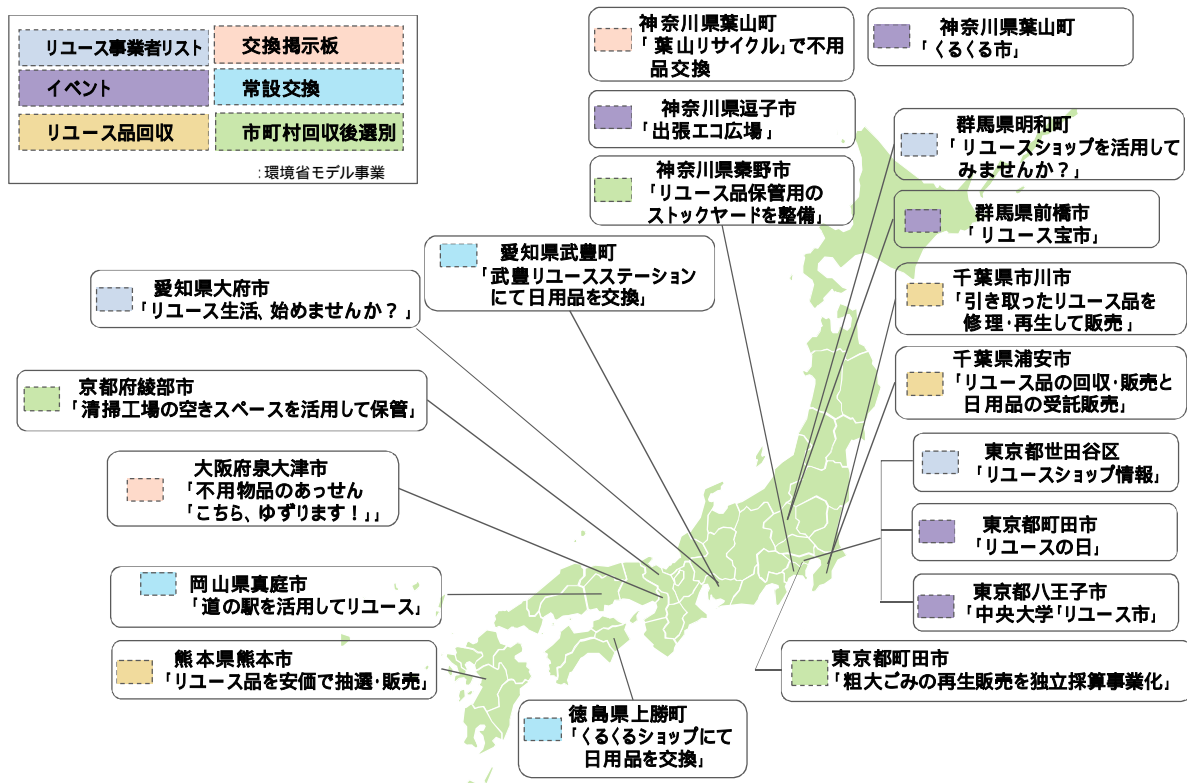 リユース事業者リスト
交換掲示板
イベント
常設交換
リユース品回収
市町村回収後選別
：環境省モデル事業
神奈川県葉山町
「葉山リサイクル」で不用
品交換
神奈川県葉山町
「くるくる市」
神奈川県逗子市
「出張エコ広場」
神奈川県秦野市
「リユース品保管用の
ストックヤードを整備」
群馬県明和町
「リユースショップを活用して
みませんか？」
群馬県前橋市
「リユース宝市」
愛知県武豊町
「武豊リユースステーション
にて日用品を交換」
愛知県大府市
「リユース生活、始めませんか？」
千葉県市川市
「引き取ったリユース品を
修理・再生して販売」
千葉県浦安市
「リユース品の回収・販売と
日用品の受託販売」
京都府綾部市
「清掃工場の空きスペースを活用して保管」
大阪府泉大津市
「不用物品のあっせん
「こちら、ゆずります！」」
東京都世田谷区
「リユースショップ情報」
東京都町田市
「リユースの日」
岡山県真庭市
「道の駅を活用してリユース」
東京都八王子市
「中央大学「リユース市」
熊本県熊本市
「リユース品を安価で抽選・販売」
東京都町田市
「粗大ごみの再生販売を独立採算事業化」
徳島県上勝町
「くるくるショップにて
日用品を交換」